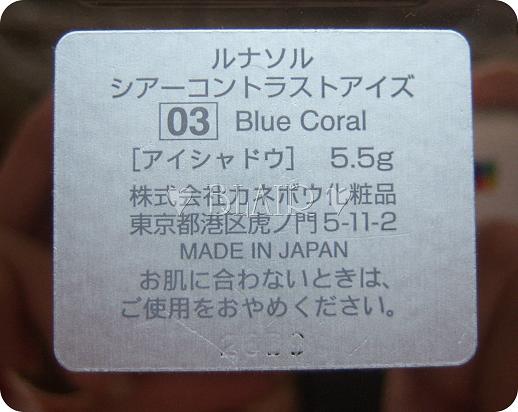 ルナソル
シアーコントラストアイズ
03 Blue Coral
[アイシャドウ] 5.5g
株式会社カネボウ化粧品
東京都港区虎ノ門5-11-2
MADE IN JAPAN
お肌に合わないときは、
ご使用をおやめください。